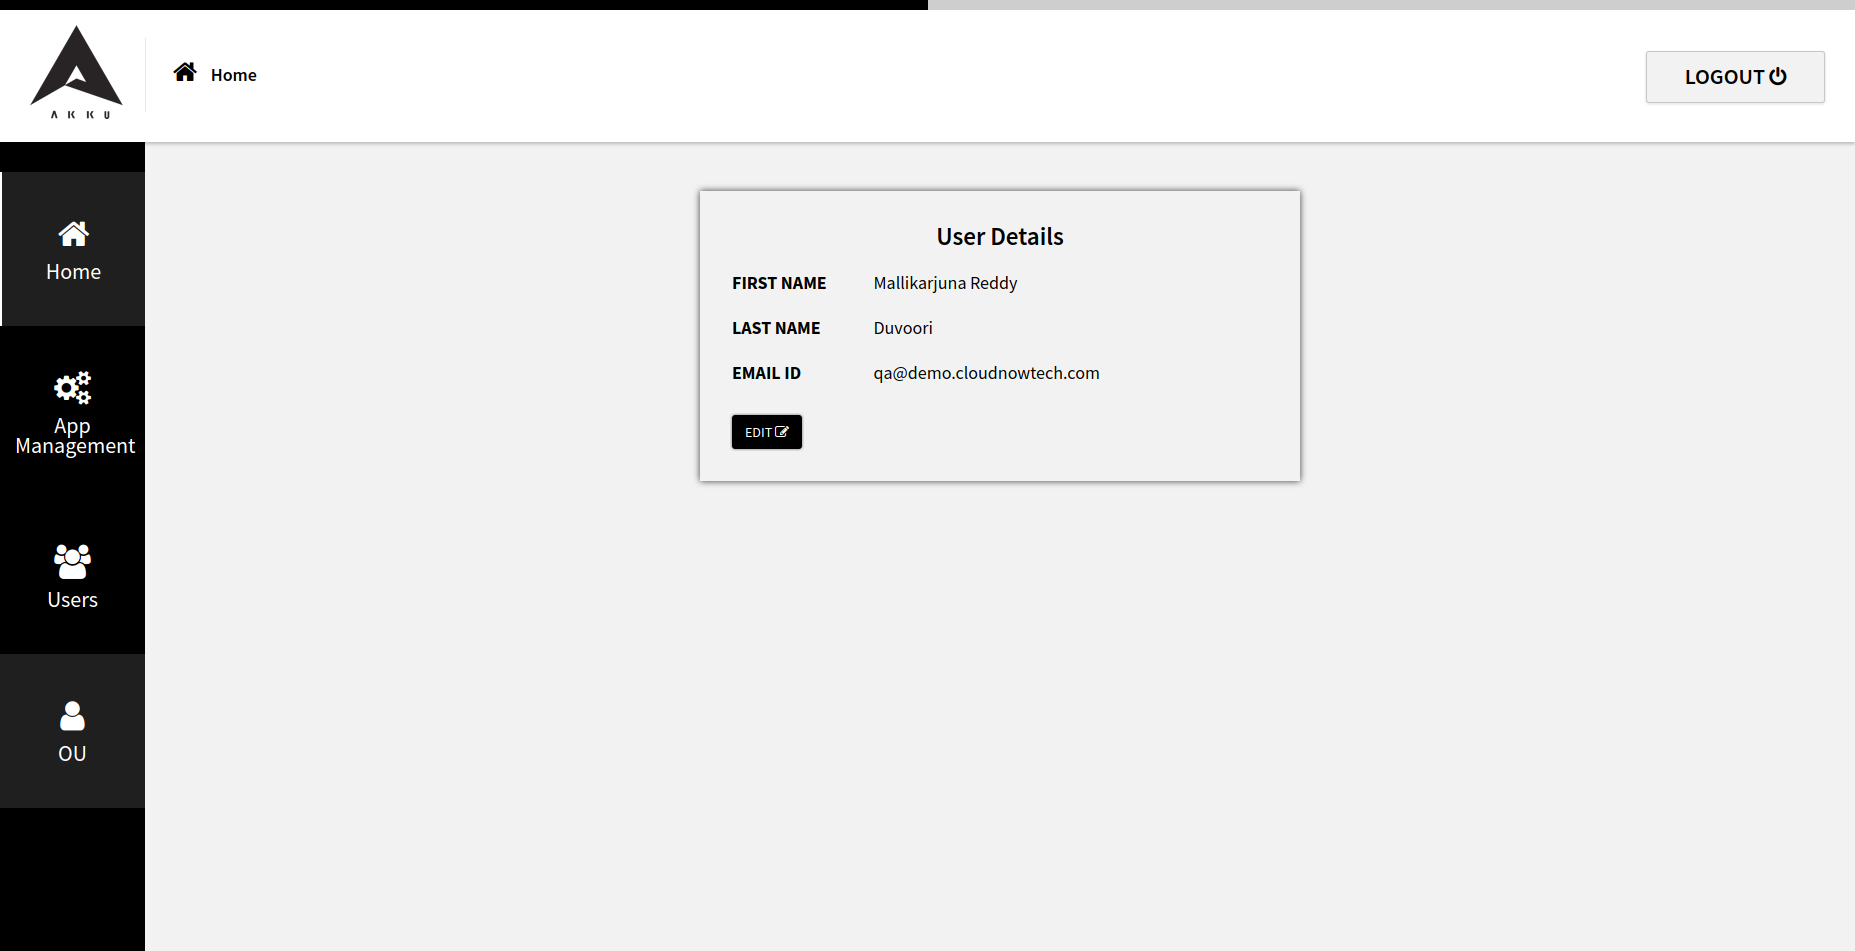 AKKU
Home
LOGOUT
Home
App
Management
Users
OU
User Details
FIRST NAME Mallikarjuna Reddy
LAST NAME Duvoori
EMAIL ID qa@demo.cloudnowtech.com
EDIT